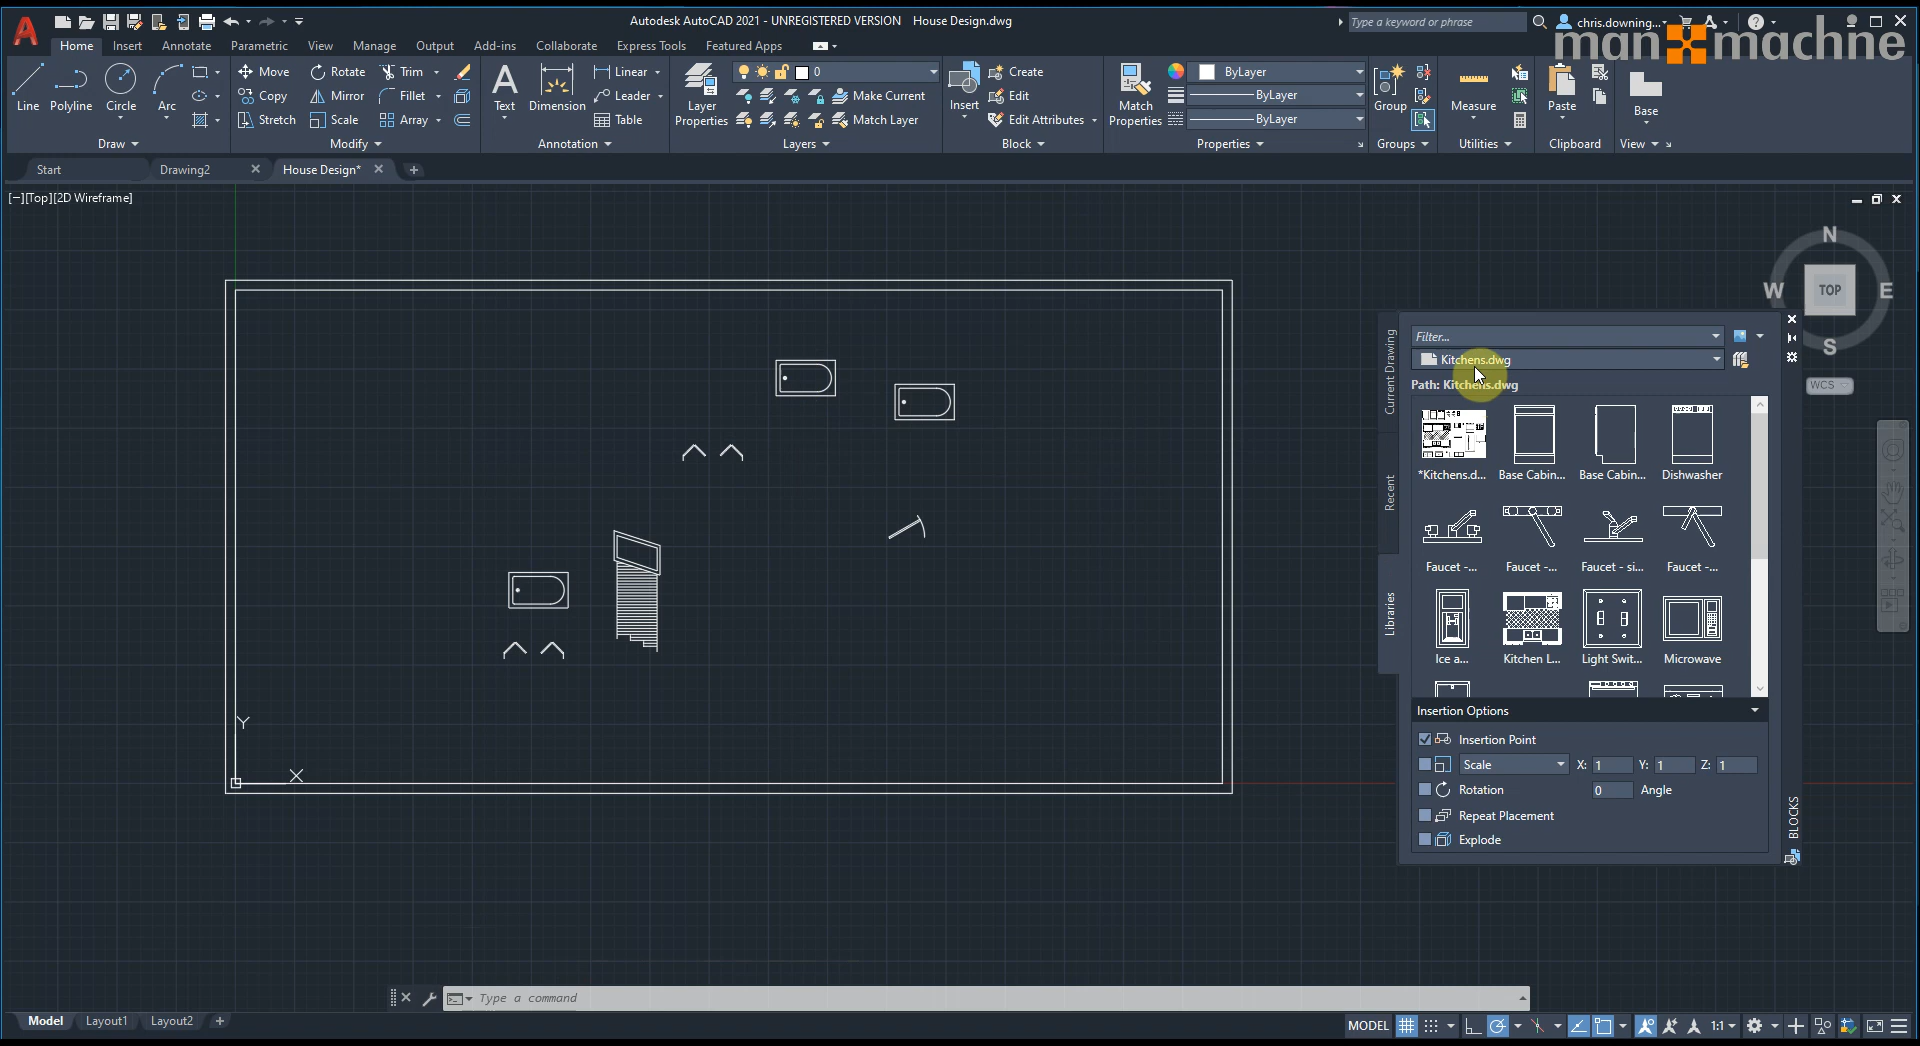 Autodesk AutoCAD 2021 - UNREGISTERED VERSION House Design.dwg
Type a keyword or phrase
chris.downing...
man machne
Home Insert Annotate Parametric View Manage Output Add-ins Collaborate Express Tools Featured Apps
Line Polyline Circle Arc
Move Rotate Trim
Copy Mirror Fillet
Stretch Scale Array
Text Dimension
Linear
Leader
Table
Layer Properties
0
Make Current
Match Layer
Insert
Create
Edit
Edit Attributes
Match Properties
ByLayer
ByLayer
ByLayer
Group
Measure
Paste
Base
Draw Modify Annotation Layers Block Properties Groups Utilities Clipboard View
Start Drawing2 House Design*
[−][Top][2D Wireframe]
N
W TOP E
S
WCS
Filter...
Kitchens.dwg
Path: Kitchens.dwg
Current Drawing
Recent
Libraries
*Kitchens.d... Base Cabin... Base Cabin... Dishwasher
Faucet -... Faucet -... Faucet - si... Faucet -...
Ice a... Kitchen L... Light Swit... Microwave
Insertion Options
Insertion Point
Scale X: 1 Y: 1 Z: 1
Rotation 0 Angle
Repeat Placement
Explode
BLOCKS
Y
X
Type a command
Model Layout1 Layout2
MODEL 1:1